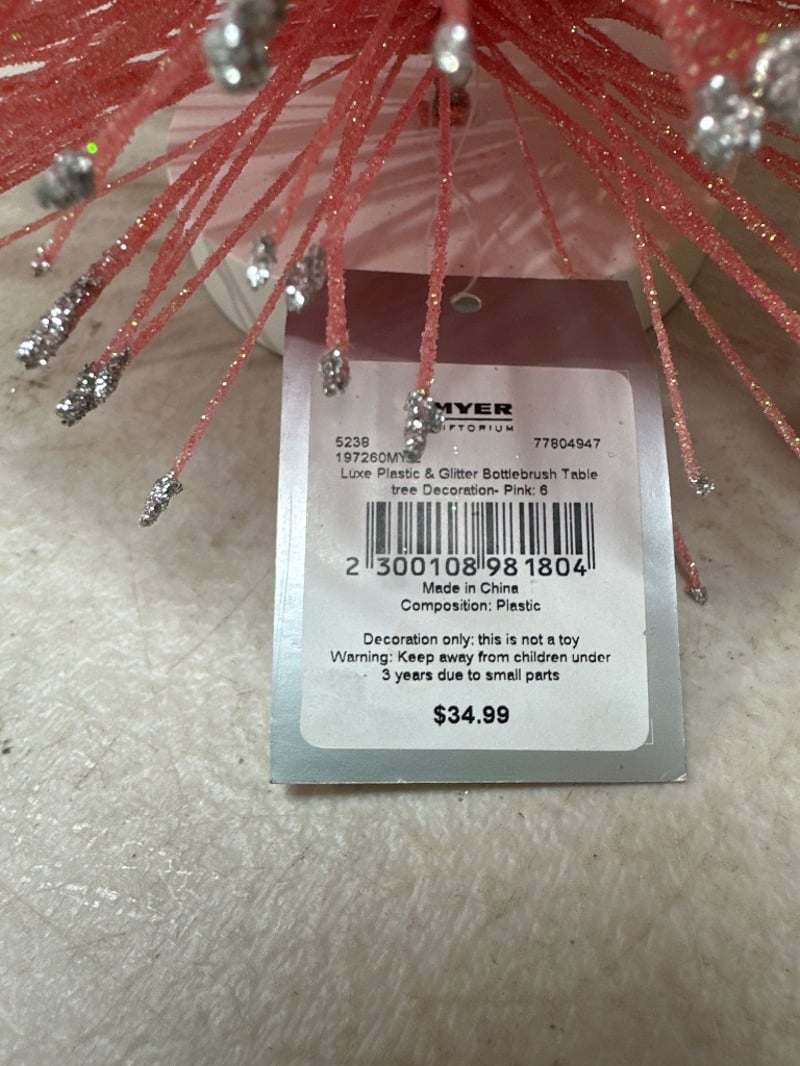 MYER
GIFTORIUM
5238 77804947
197260MY
Luxe Plastic & Glitter Bottlebrush Table
tree Decoration- Pink: 6
2 300108 981804
Made in China
Composition: Plastic
Decoration only: this is not a toy
Warning: Keep away from children under
3 years due to small parts
$34.99